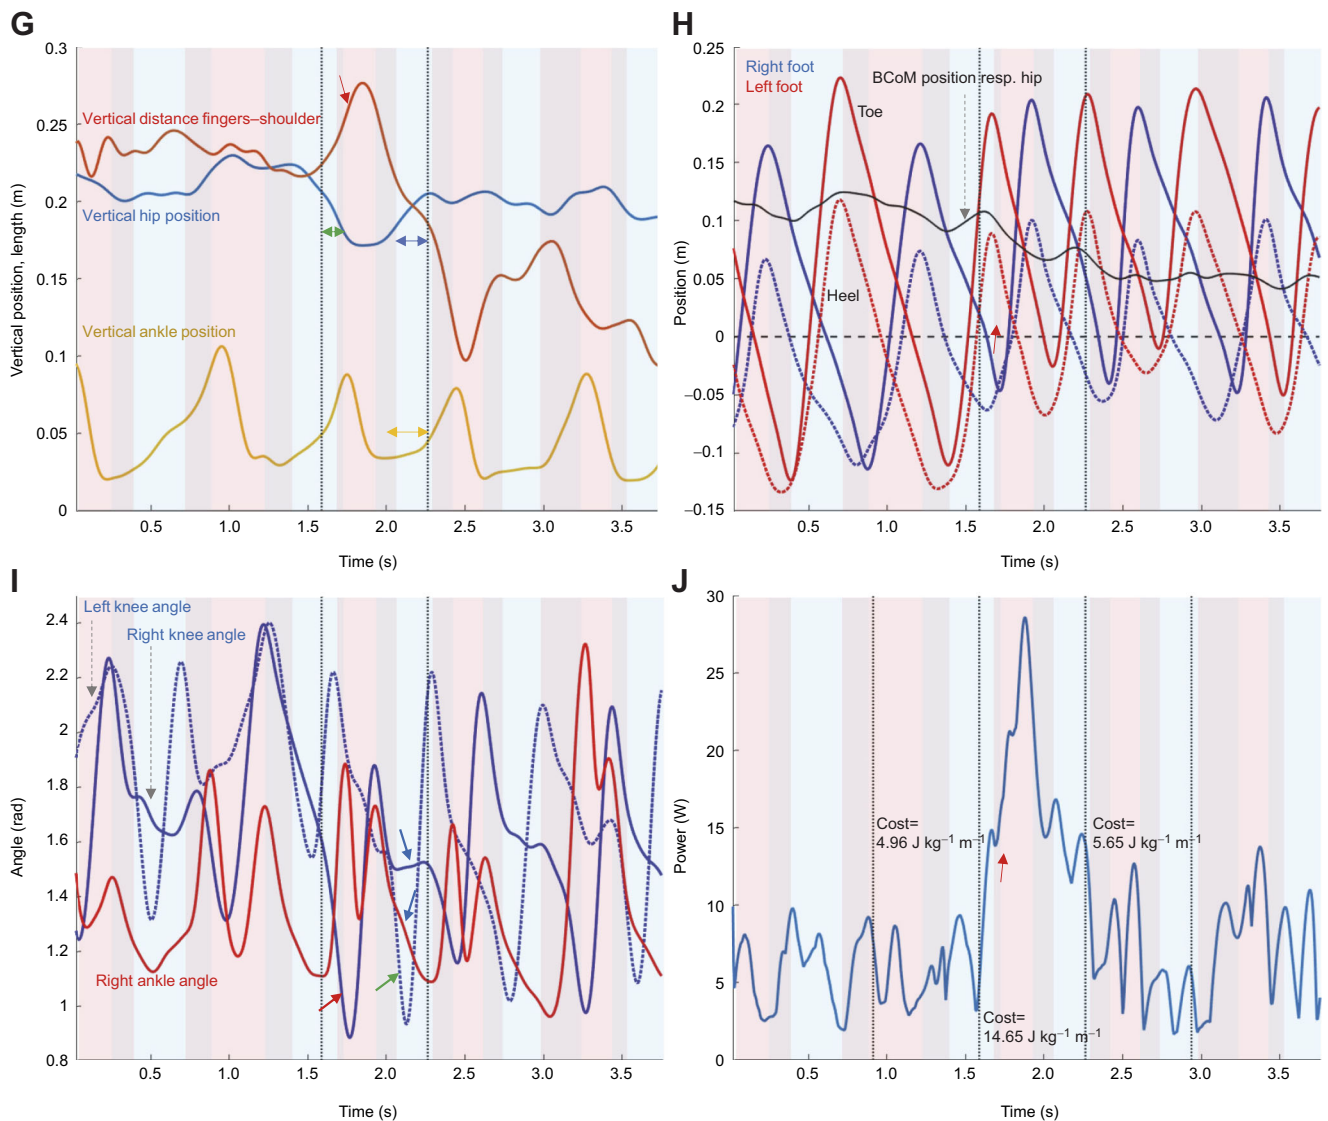 G
0.3
0.25
0.2
0.15
0.1
0.05
0
Vertical position, length (m)
Vertical distance fingers–shoulder
Vertical hip position
Vertical ankle position
0.5 1.0 1.5 2.0 2.5 3.0 3.5
Time (s)
H
0.25
0.2
0.15
0.1
0.05
0
−0.05
−0.1
−0.15
Position (m)
Right foot
Left foot
BCoM position resp. hip
Toe
Heel
0.5 1.0 1.5 2.0 2.5 3.0 3.5
Time (s)
I
2.4
2.2
2
1.8
1.6
1.4
1.2
1
0.8
Angle (rad)
Left knee angle
Right knee angle
Right ankle angle
0.5 1.0 1.5 2.0 2.5 3.0 3.5
Time (s)
J
30
25
20
15
10
5
0
Power (W)
Cost=
4.96 J kg⁻¹ m⁻¹
Cost=
5.65 J kg⁻¹ m⁻¹
Cost=
14.65 J kg⁻¹ m⁻¹
0.5 1.0 1.5 2.0 2.5 3.0 3.5
Time (s)